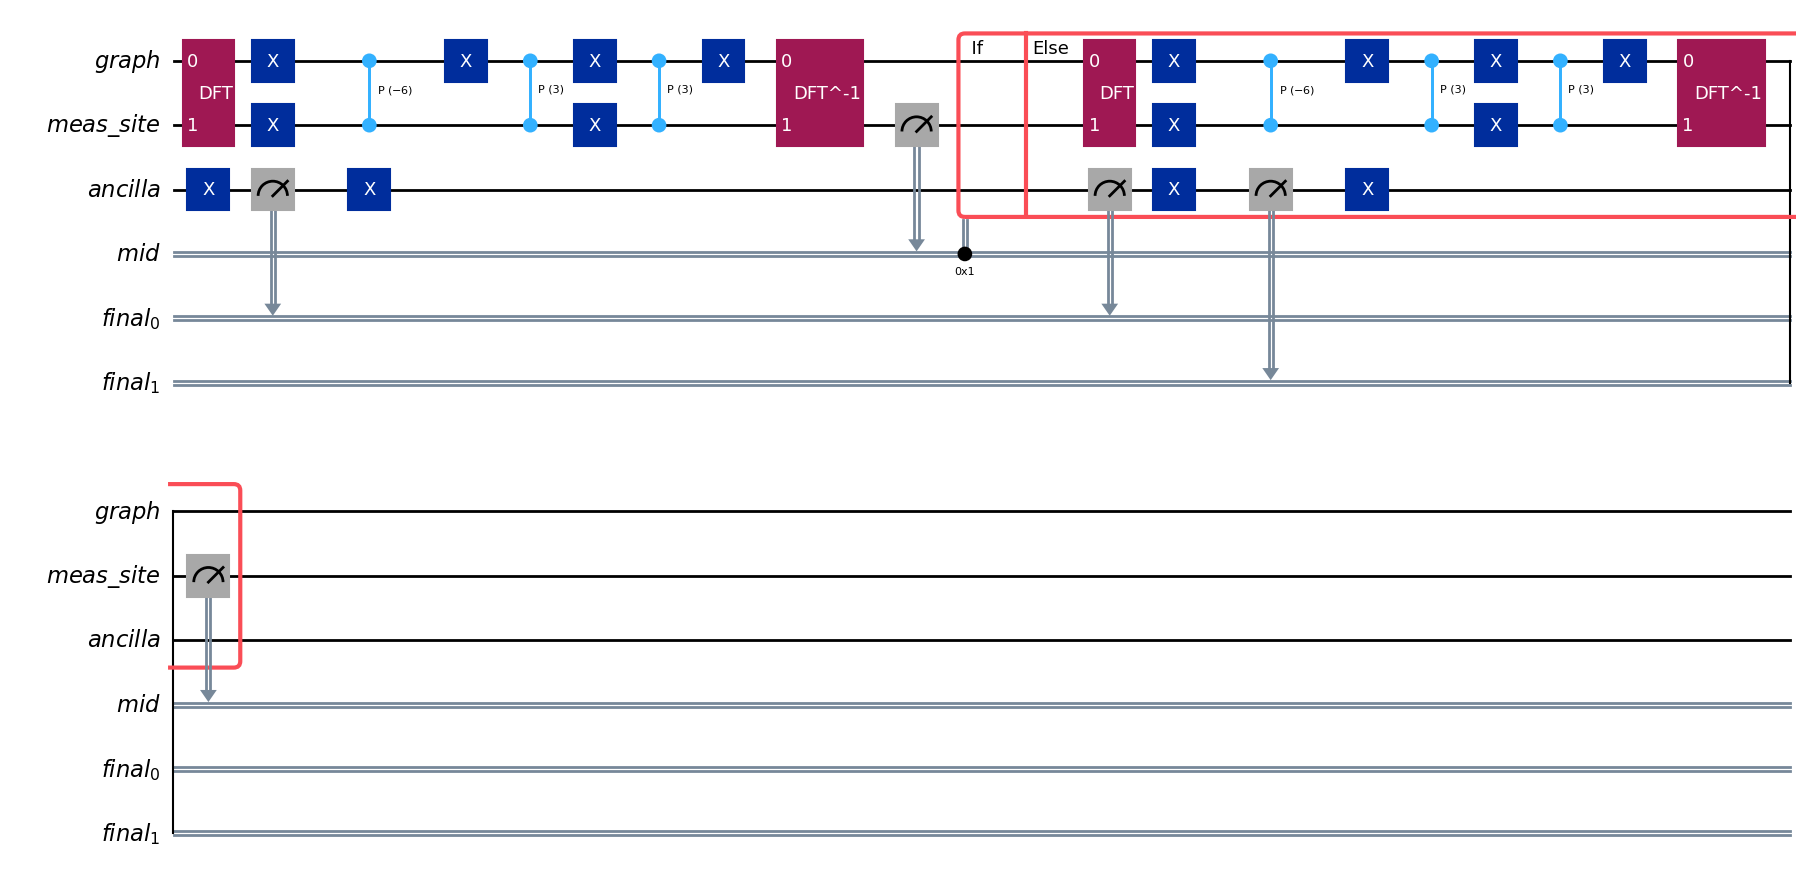 If Else
graph 0 X X X X 0 0 X X X X 0
DFT P (−6) P (3) P (3) DFT^-1 DFT P (−6) P (3) P (3) DFT^-1
meas_site 1 X X 1 1 X X 1
ancilla X X X X
mid
0x1
final0
final1
graph
meas_site
ancilla
mid
final0
final1